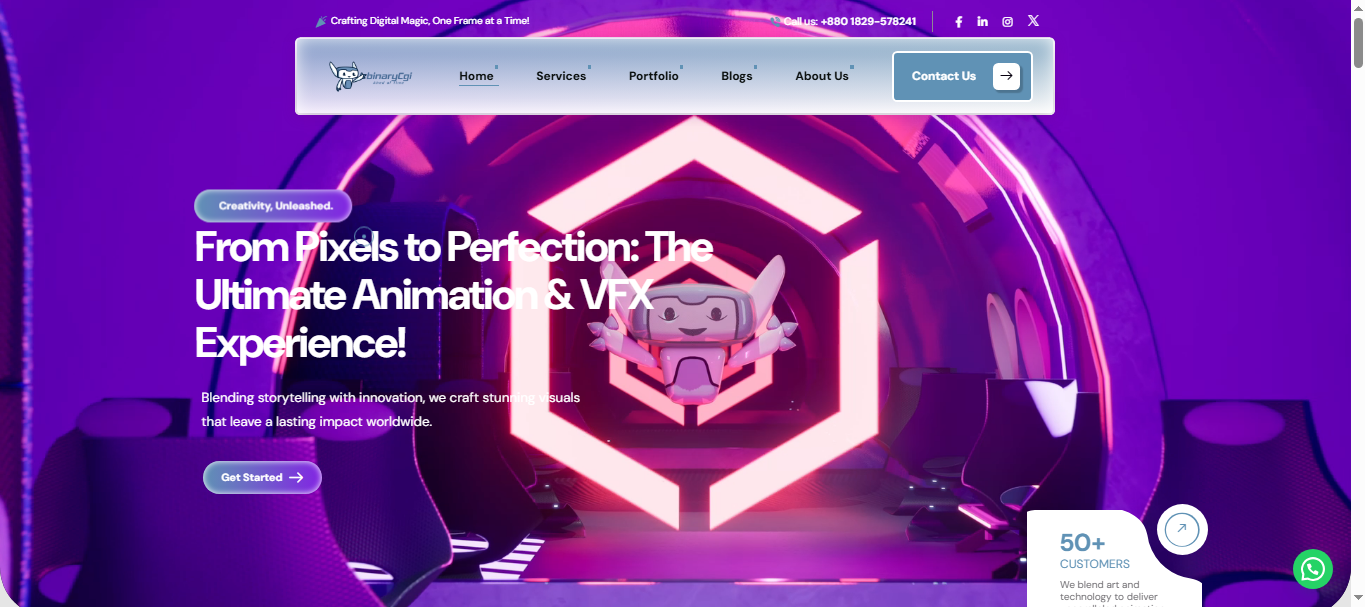 Crafting Digital Magic, One Frame at a Time!
Call us: +880 1829-578241
binaryCgi
Home
Services
Portfolio
Blogs
About Us
Contact Us
Creativity, Unleashed.
From Pixels to Perfection: The
Ultimate Animation & VFX
Experience!
Blending storytelling with innovation, we craft stunning visuals
that leave a lasting impact worldwide.
Get Started
50+
CUSTOMERS
We blend art and
technology to deliver